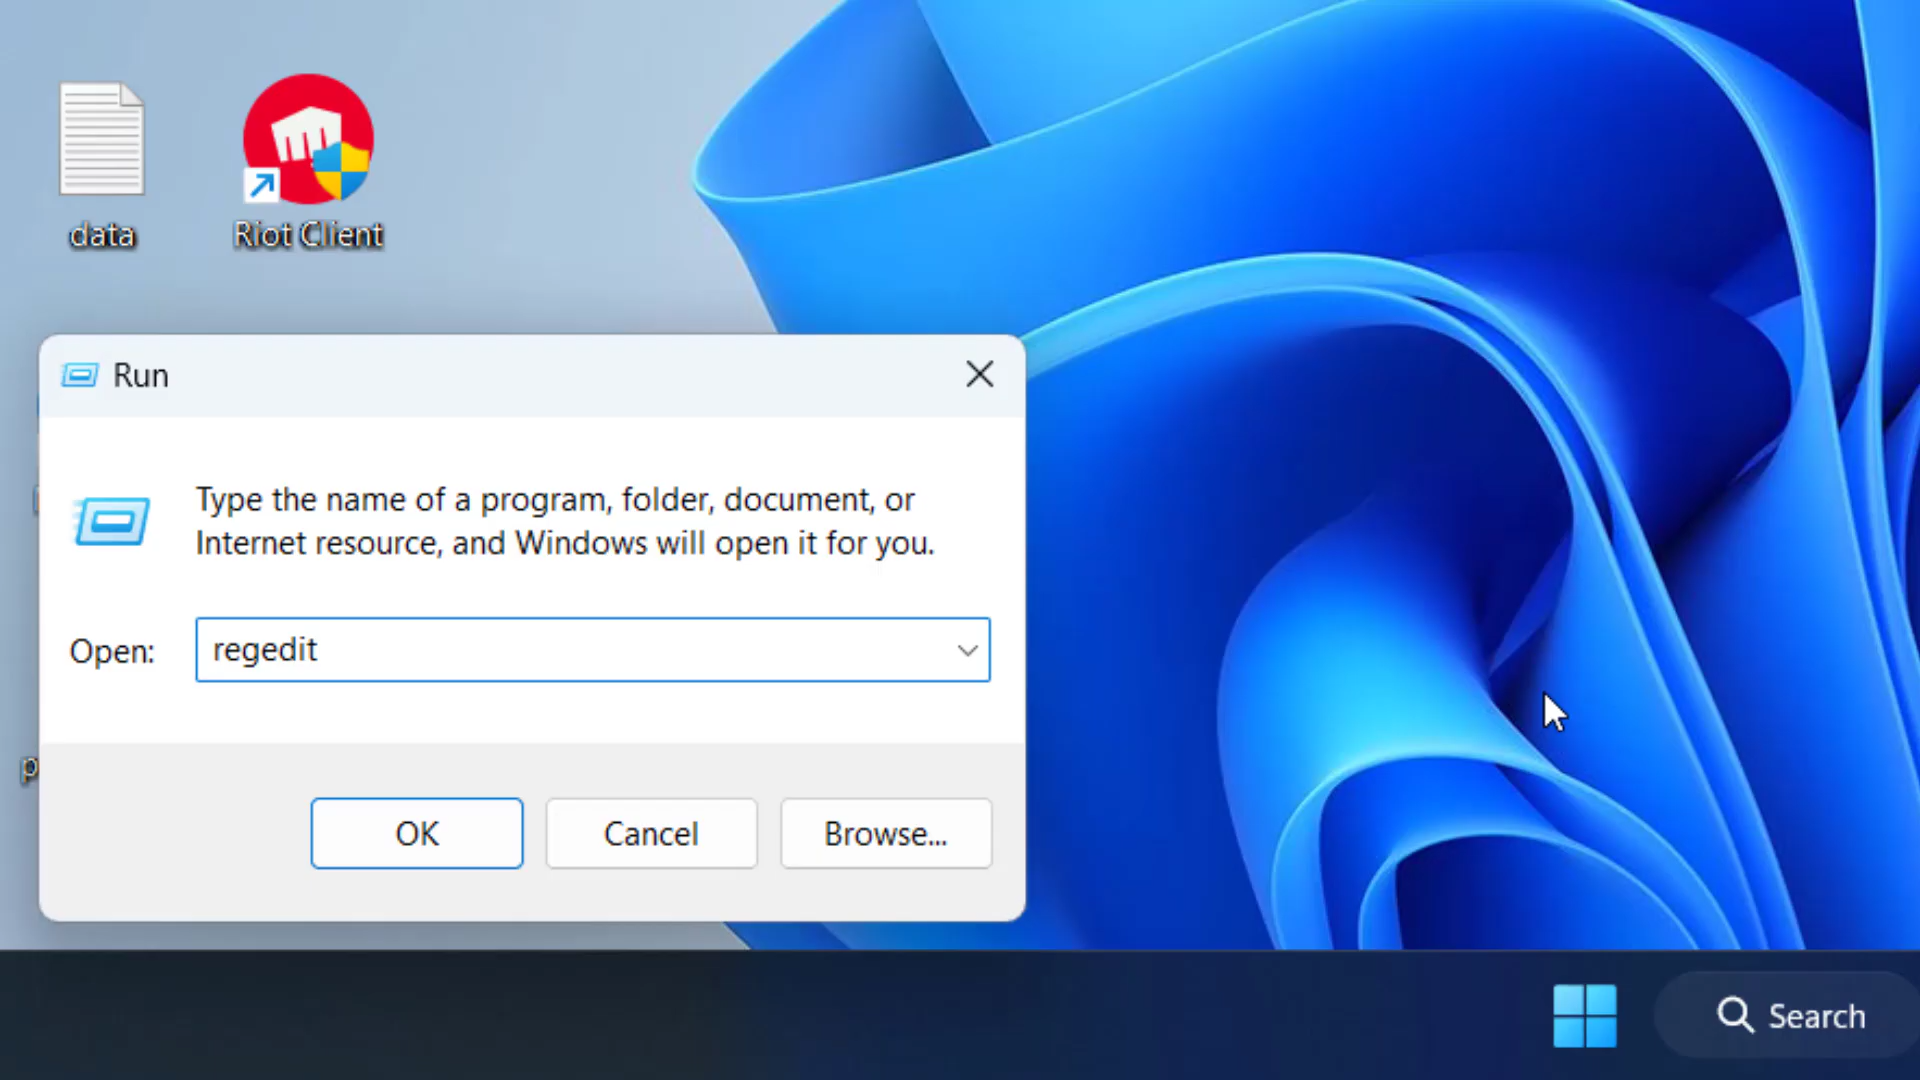 data
Riot Client
Run
Type the name of a program, folder, document, or
Internet resource, and Windows will open it for you.
Open: regedit
p
OK Cancel Browse...
Search